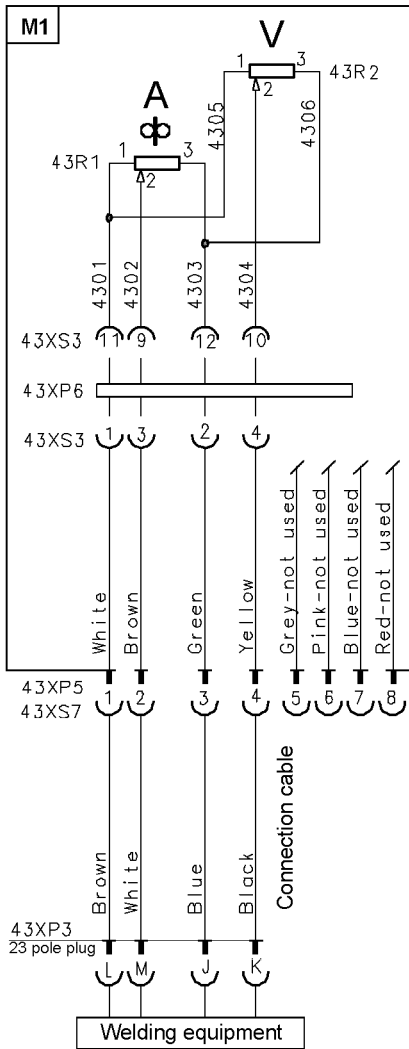 M1
V
1 3 43R2
2
A
4305
4306
43R1 1 3
2
4301 4302 4303 4304
43XS3 11 9 12 10
43XP6
43XS3 1 3 2 4
White Brown Green Yellow Grey-not used Pink-not used Blue-not used Red-not used
43XP5
43XS7 1 2 3 4 5 6 7 8
Brown White Blue Black Connection cable
43XP3
23 pole plug
L M J K
Welding equipment